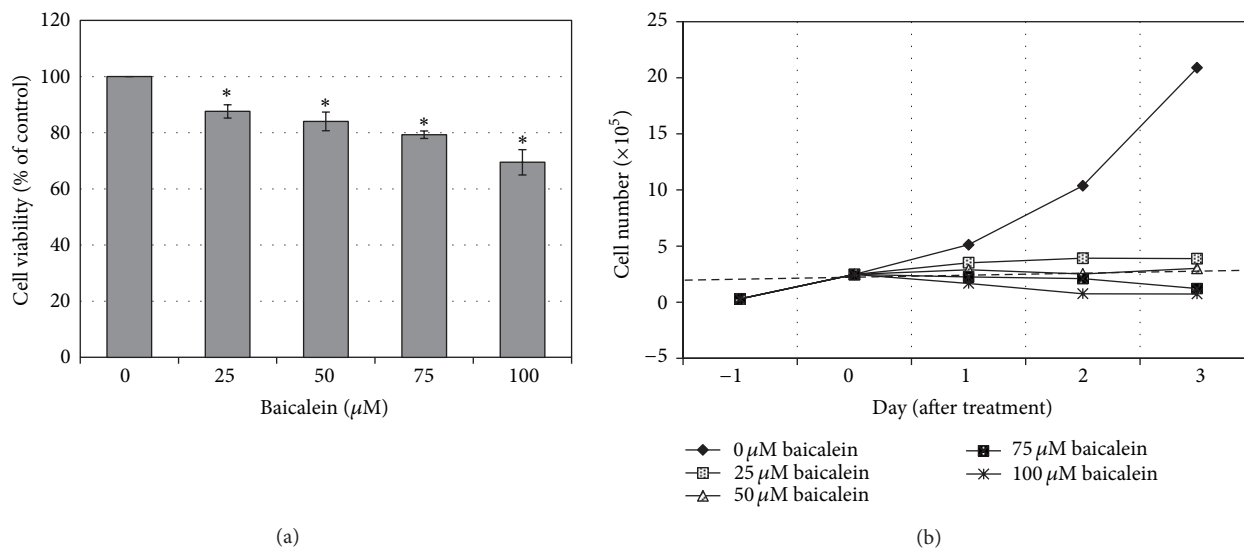 120
100
80
60
40
20
0
Cell viability (% of control)
*
*
*
*
0 25 50 75 100
Baicalein (μM)
(a)
25
20
15
10
5
0
−5
Cell number (×10⁵)
−1 0 1 2 3
Day (after treatment)
0 μM baicalein
25 μM baicalein
50 μM baicalein
75 μM baicalein
100 μM baicalein
(b)